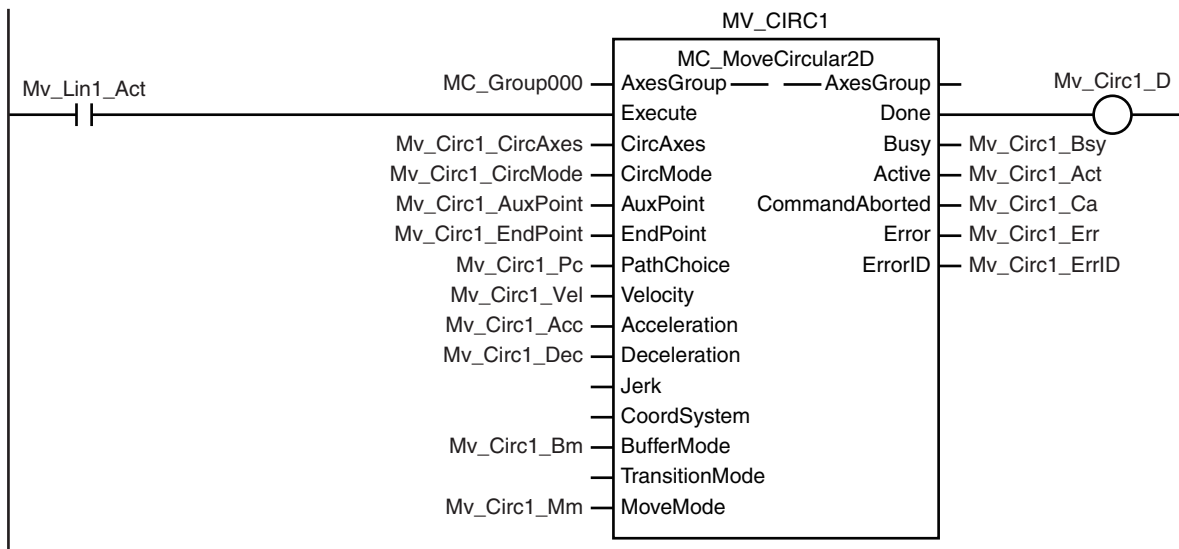 MV_CIRC1
MC_MoveCircular2D
Mv_Lin1_Act
MC_Group000 AxesGroup AxesGroup Mv_Circ1_D
Execute Done
Mv_Circ1_CircAxes CircAxes Busy Mv_Circ1_Bsy
Mv_Circ1_CircMode CircMode Active Mv_Circ1_Act
Mv_Circ1_AuxPoint AuxPoint CommandAborted Mv_Circ1_Ca
Mv_Circ1_EndPoint EndPoint Error Mv_Circ1_Err
Mv_Circ1_Pc PathChoice ErrorID Mv_Circ1_ErrID
Mv_Circ1_Vel Velocity
Mv_Circ1_Acc Acceleration
Mv_Circ1_Dec Deceleration
Jerk
CoordSystem
Mv_Circ1_Bm BufferMode
TransitionMode
Mv_Circ1_Mm MoveMode